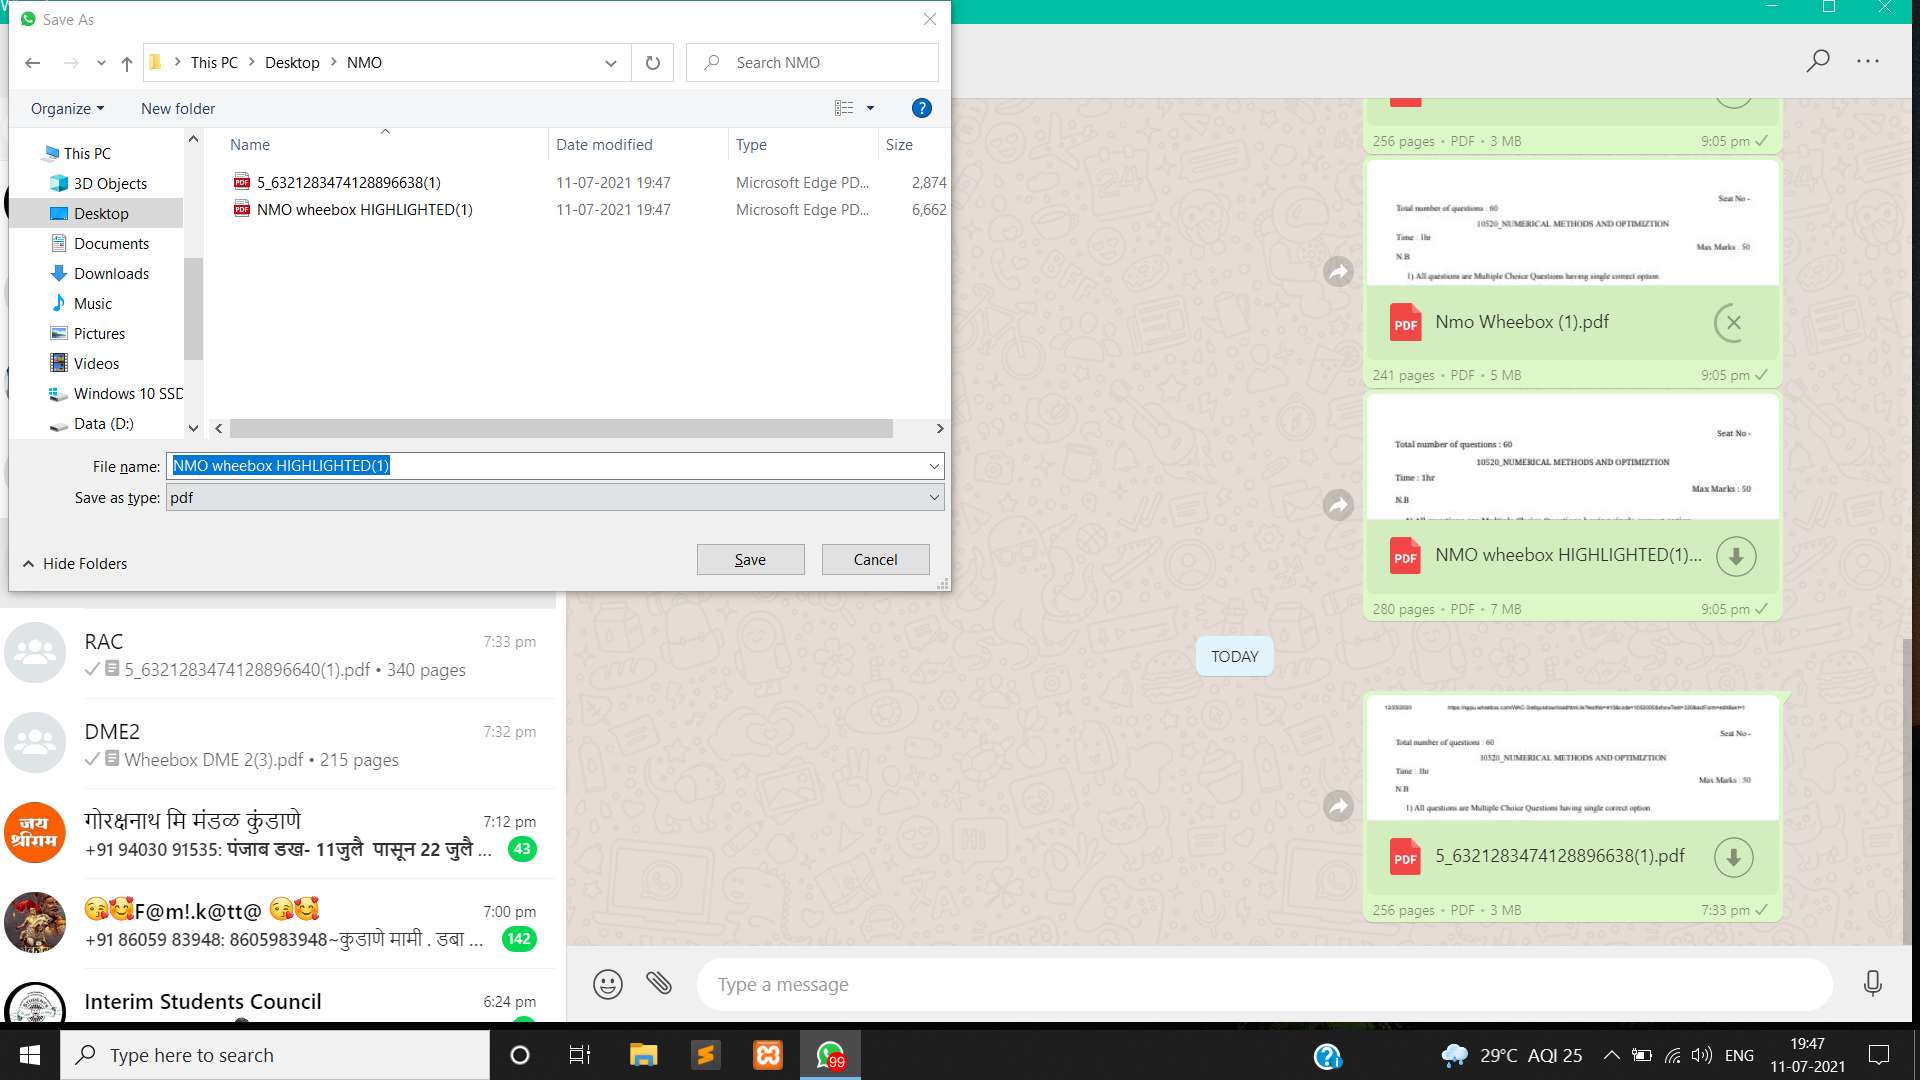 Save As
This PC > Desktop > NMO
Search NMO
Organize
New folder
Name
Date modified
Type
Size
This PC
3D Objects
Desktop
Documents
Downloads
Music
Pictures
Videos
Windows 10 SSD
Data (D:)
5_6321283474128896638(1) 11-07-2021 19:47 Microsoft Edge PD... 2,874
NMO wheebox HIGHLIGHTED(1) 11-07-2021 19:47 Microsoft Edge PD... 6,662
File name: NMO wheebox HIGHLIGHTED(1)
Save as type: pdf
Hide Folders
Save
Cancel
RAC 7:33 pm
5_6321283474128896640(1).pdf • 340 pages
DME2 7:32 pm
Wheebox DME 2(3).pdf • 215 pages
जय
श्रीराम
गोरक्षनाथ मि मंडळ कुंडाणे 7:12 pm
+91 94030 91535: पंजाब डख- 11जुलै पासून 22 जुलै ... 43
😘🥰F@m!.k@tt@ 😘🥰 7:00 pm
+91 86059 83948: 8605983948~कुडाणे मामी . डबा ... 142
Interim Students Council 6:24 pm
256 pages • PDF • 3 MB 9:05 pm
Seat No -
Total number of questions : 60
10520_NUMERICAL METHODS AND OPTIMIZTION
Time : 1hr
Max Marks : 50
N.B
1) All questions are Multiple Choice Questions having single correct option
PDF Nmo Wheebox (1).pdf
241 pages • PDF • 5 MB 9:05 pm
Seat No -
Total number of questions : 60
10520_NUMERICAL METHODS AND OPTIMIZTION
Time : 1hr
Max Marks : 50
N.B
PDF NMO wheebox HIGHLIGHTED(1)...
280 pages • PDF • 7 MB 9:05 pm
TODAY
Seat No -
Total number of questions : 60
10520_NUMERICAL METHODS AND OPTIMIZTION
Time : 1hr
Max Marks : 50
N.B
1) All questions are Multiple Choice Questions having single correct option
PDF 5_6321283474128896638(1).pdf
256 pages • PDF • 3 MB 7:33 pm
Type a message
Type here to search
99
29°C AQI 25
ENG
19:47
11-07-2021